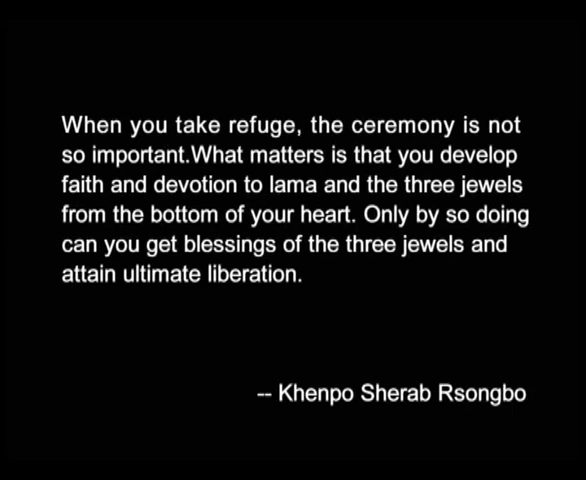 When you take refuge, the ceremony is not
so important.What matters is that you develop
faith and devotion to lama and the three jewels
from the bottom of your heart. Only by so doing
can you get blessings of the three jewels and
attain ultimate liberation.
-- Khenpo Sherab Rsongbo